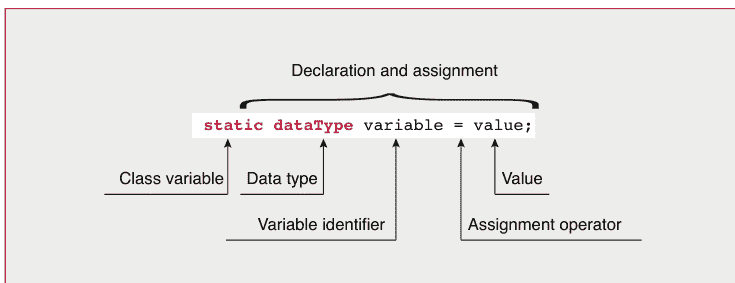 Declaration and assignment
static dataType variable = value;
Class variable Data type Value
Variable identifier Assignment operator